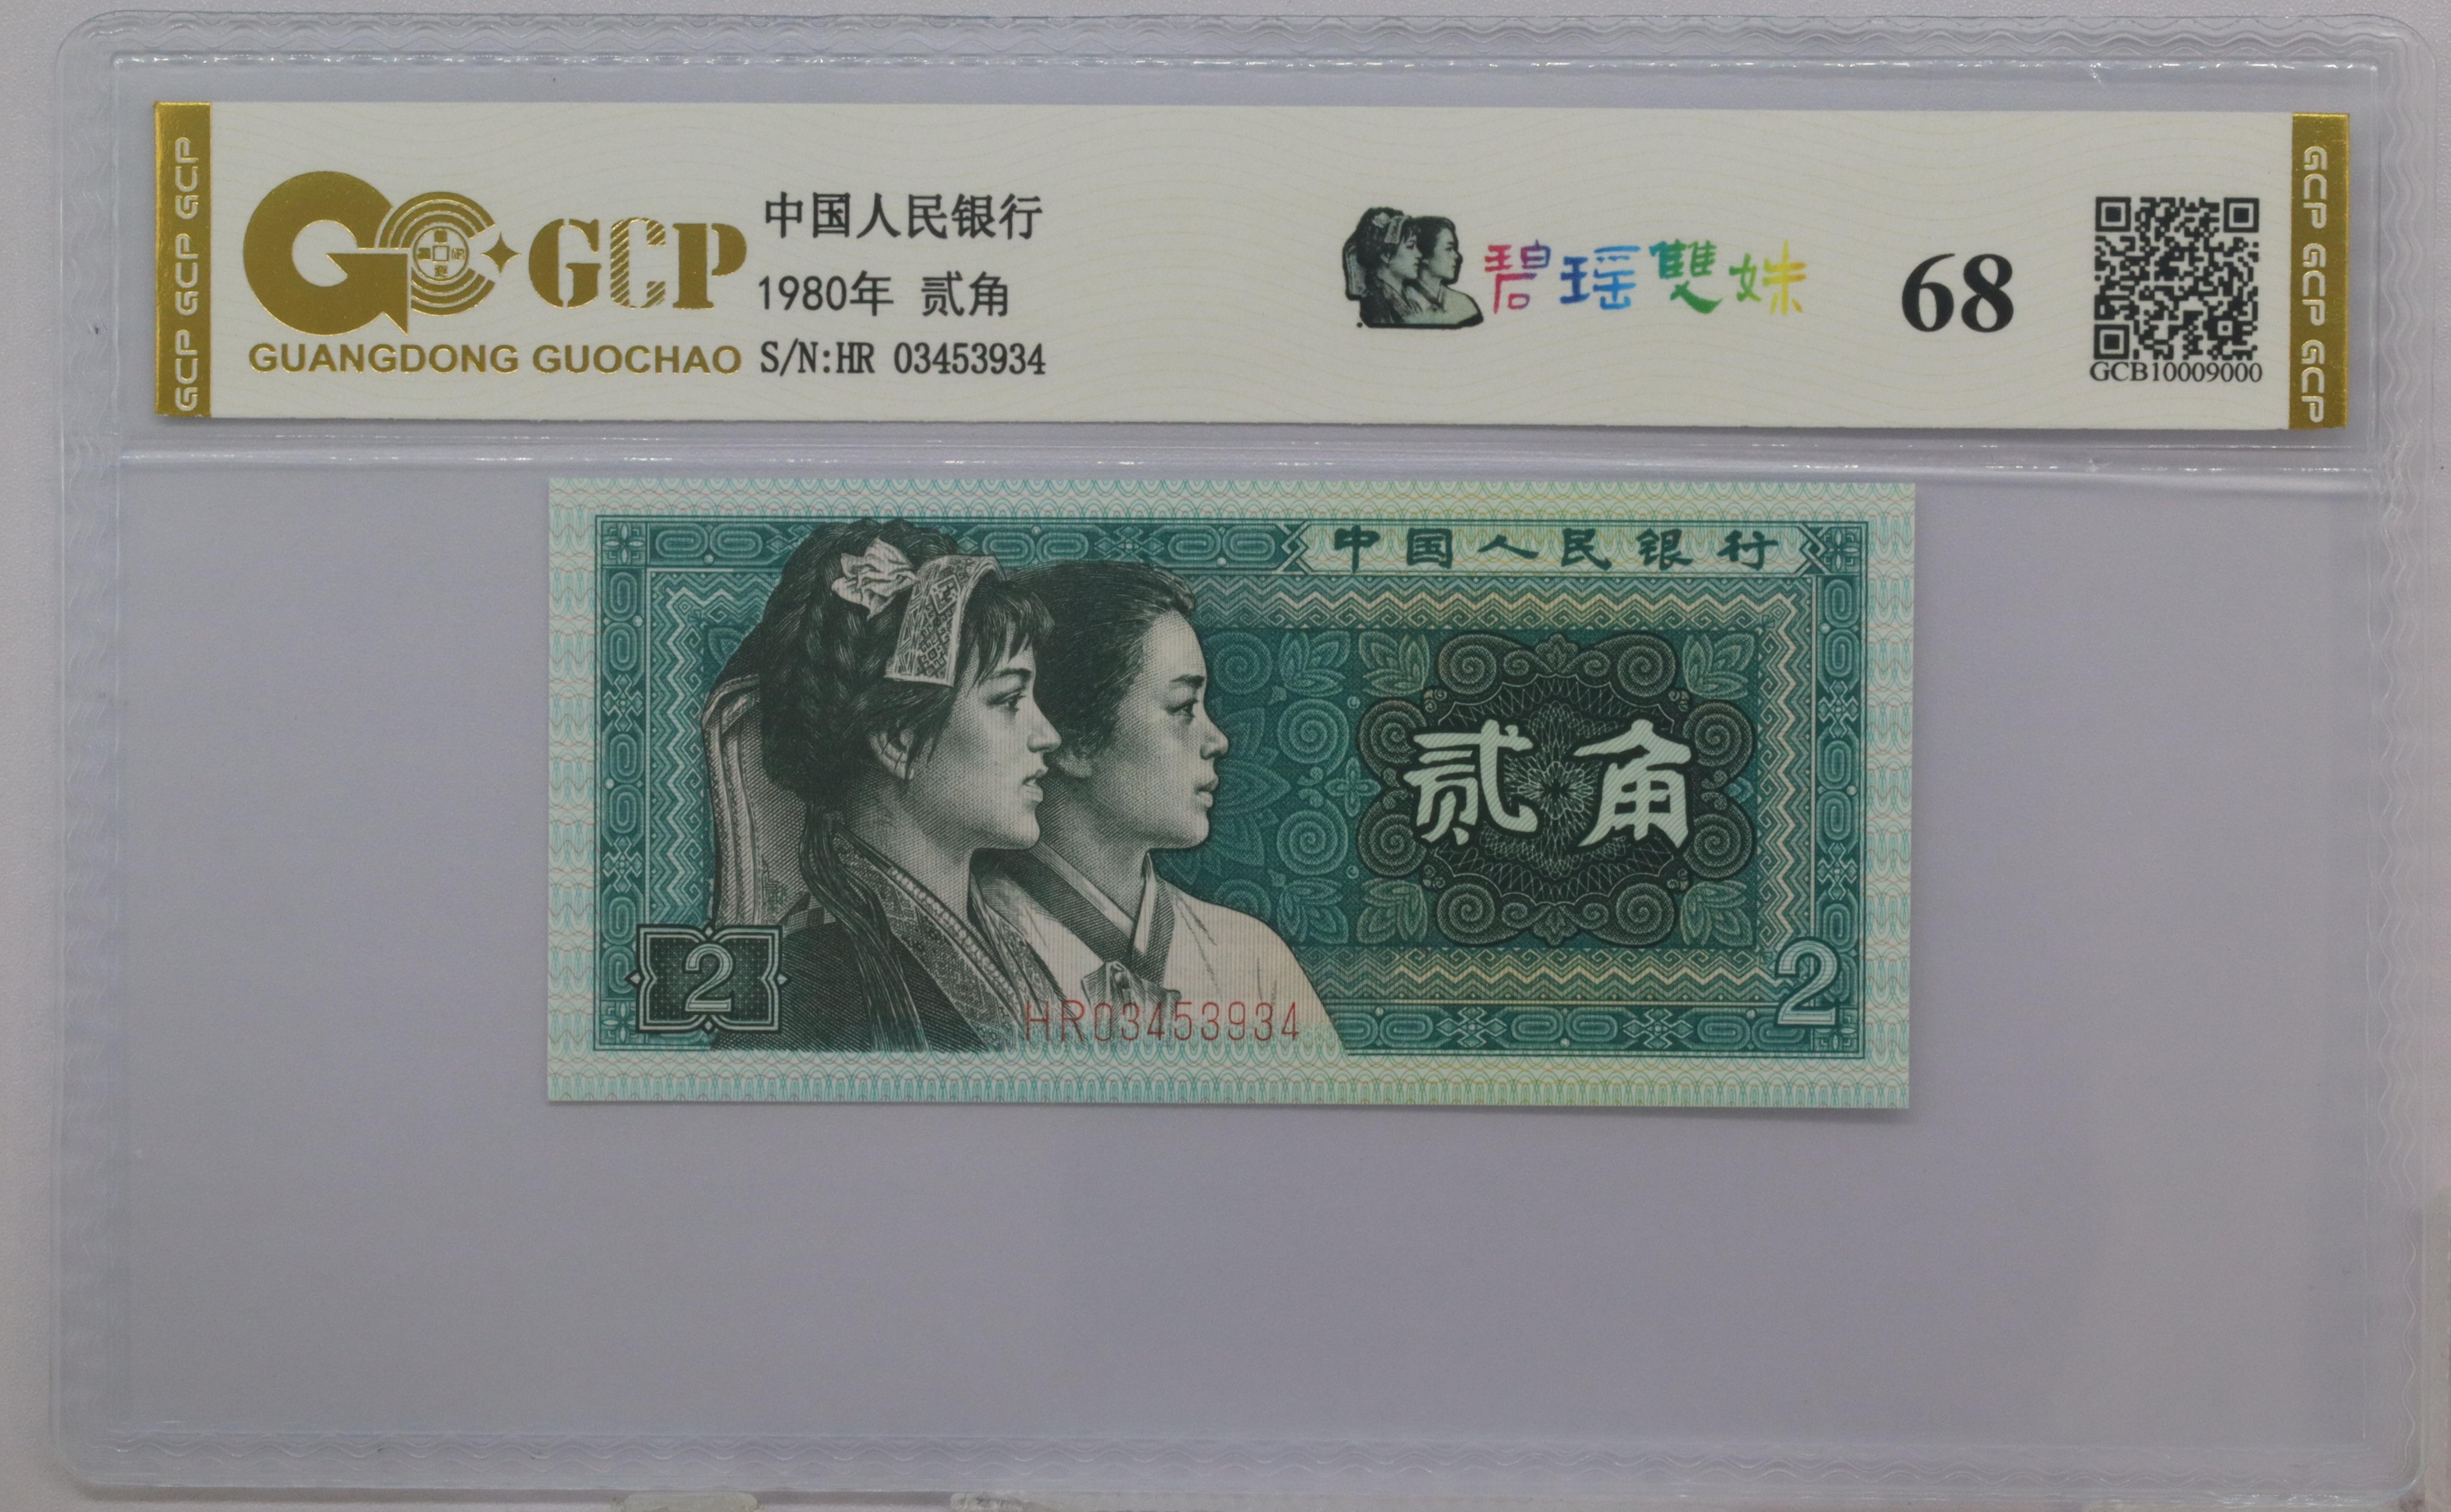 GCP GCP GCP
GCP
GUANGDONG GUOCHAO
中国人民银行
1980年 贰角
S/N:HR 03453934
碧瑶雙姝
68
GCB10009000
GCP GCP GCP
中国人民银行
贰角
2
HR03453934
2